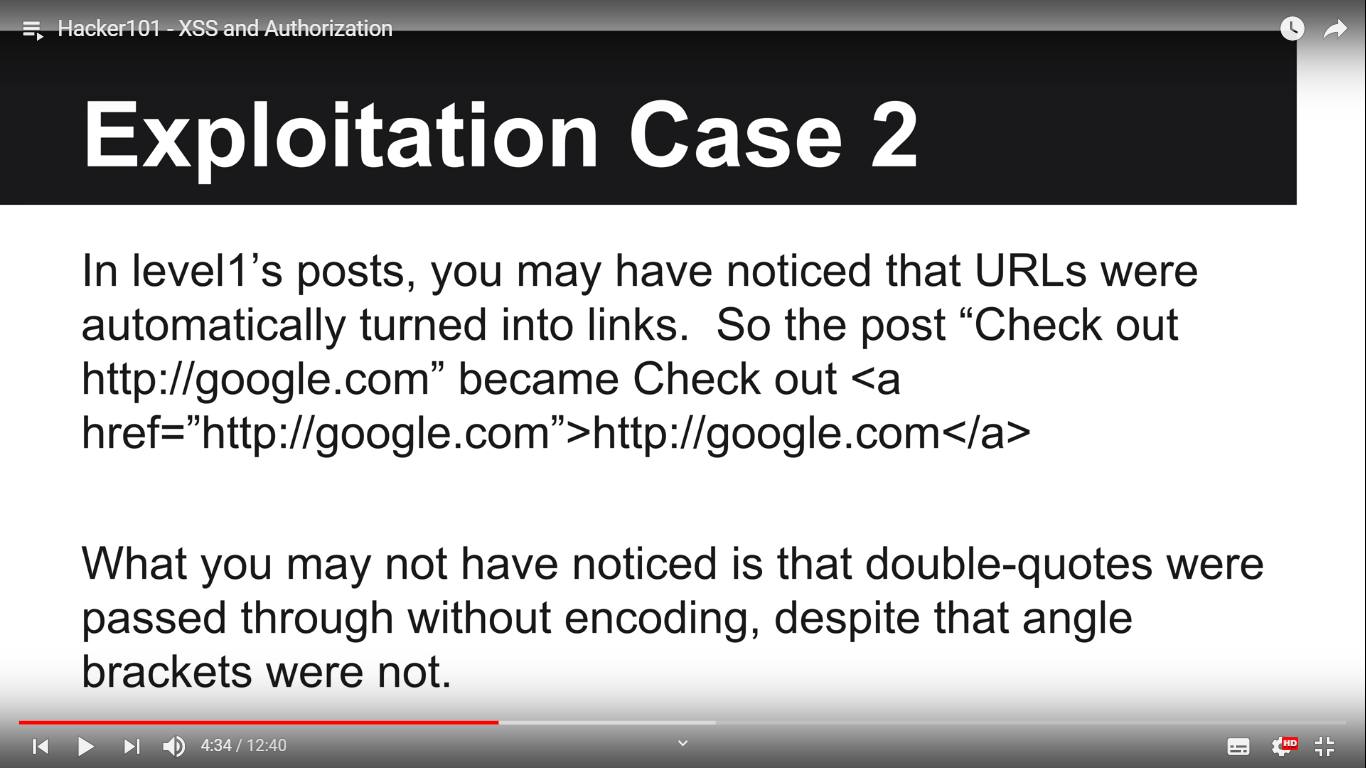 Hacker101 - XSS and Authorization
Exploitation Case 2
In level1’s posts, you may have noticed that URLs were
automatically turned into links.  So the post “Check out
http://google.com” became Check out <a
href=”http://google.com”>http://google.com</a>
What you may not have noticed is that double-quotes were
passed through without encoding, despite that angle
brackets were not.
4:34 / 12:40
HD